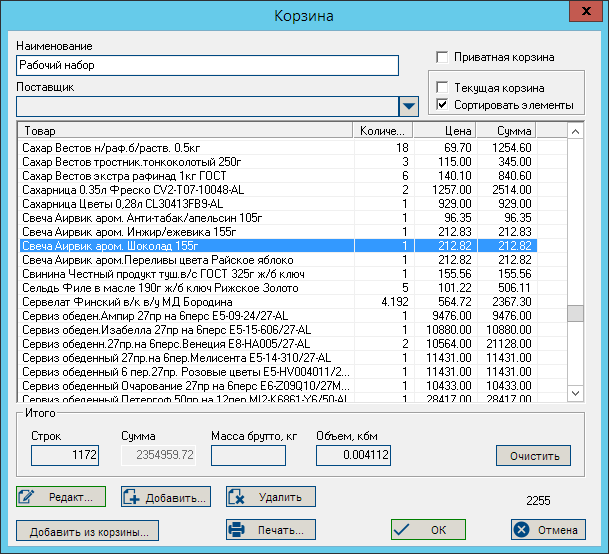 Корзина
Наименование
Рабочий набор
Приватная корзина
Поставщик
Текущая корзина
Сортировать элементы
Товар Количе... Цена Сумма
Сахар Вестов н/раф.б/раств. 0.5кг 18 69.70 1254.60
Сахар Вестов тростник.тонкоколотый 250г 3 115.00 345.00
Сахар Вестов экстра рафинад 1кг ГОСТ 6 140.10 840.60
Сахарница 0.35л Фреско CV2-T07-10048-AL 2 1257.00 2514.00
Сахарница Цветы 0,28л CL30413FB9-AL 1 929.00 929.00
Свеча Аирвик аром. Анти-табак/апельсин 105г 1 96.35 96.35
Свеча Аирвик аром. Инжир/ежевика 155г 1 212.83 212.83
Свеча Аирвик аром. Шоколад 155г 1 212.82 212.82
Свеча Аирвик аром.Переливы цвета Райское яблоко 1 212.82 212.82
Свинина Честный продукт туш.в/с ГОСТ 325г ж/б ключ 1 155.56 155.56
Сельдь Филе в масле 190г ж/б ключ Рижское Золото 5 101.22 506.11
Сервелат Финский в/к в/у МД Бородина 4.192 564.72 2367.30
Сервиз обеден.Ампир 27пр на 6перс E5-09-24/27-AL 1 9476.00 9476.00
Сервиз обеден.Изабелла 27пр на 6перс E5-15-606/27-AL 1 10880.00 10880.00
Сервиз обеденн.27пр.на 6перс.Венеция E8-HA005/27-AL 2 10564.00 21128.00
Сервиз обеденный 27пр.на 6пер.Мелисента E5-14-310/27-AL 1 11431.00 11431.00
Сервиз обеденный 6 пер.27пр. Розовые цветы E5-HV004011/2... 1 11431.00 11431.00
Сервиз обеденный Очарование 27пр на 6перс E6-Z09Q10/27M... 1 10433.00 10433.00
Сервиз обеденный Петергоф 50пр на 12пер MI2-K6861-Y6/50-AL 1 28417.00 28417.00
Итого
Строк Сумма Масса брутто, кг Объем, кбм
1172 2354959.72 0.004112 Очистить
Редакт... Добавить... Удалить 2255
Добавить из корзины... Печать... OK Отмена